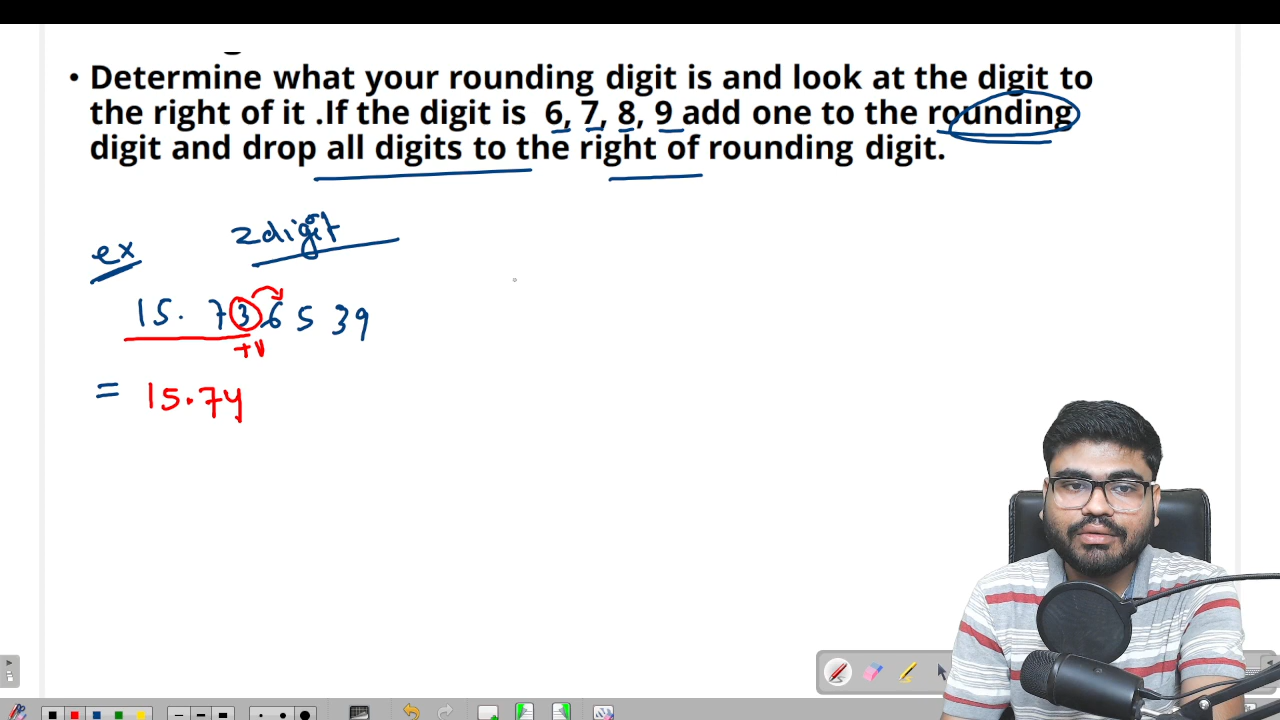 • Determine what your rounding digit is and look at the digit to
the right of it .If the digit is 6, 7, 8, 9 add one to the rounding
digit and drop all digits to the right of rounding digit.
2 digit
ex
15. 736539
+1
= 15.74